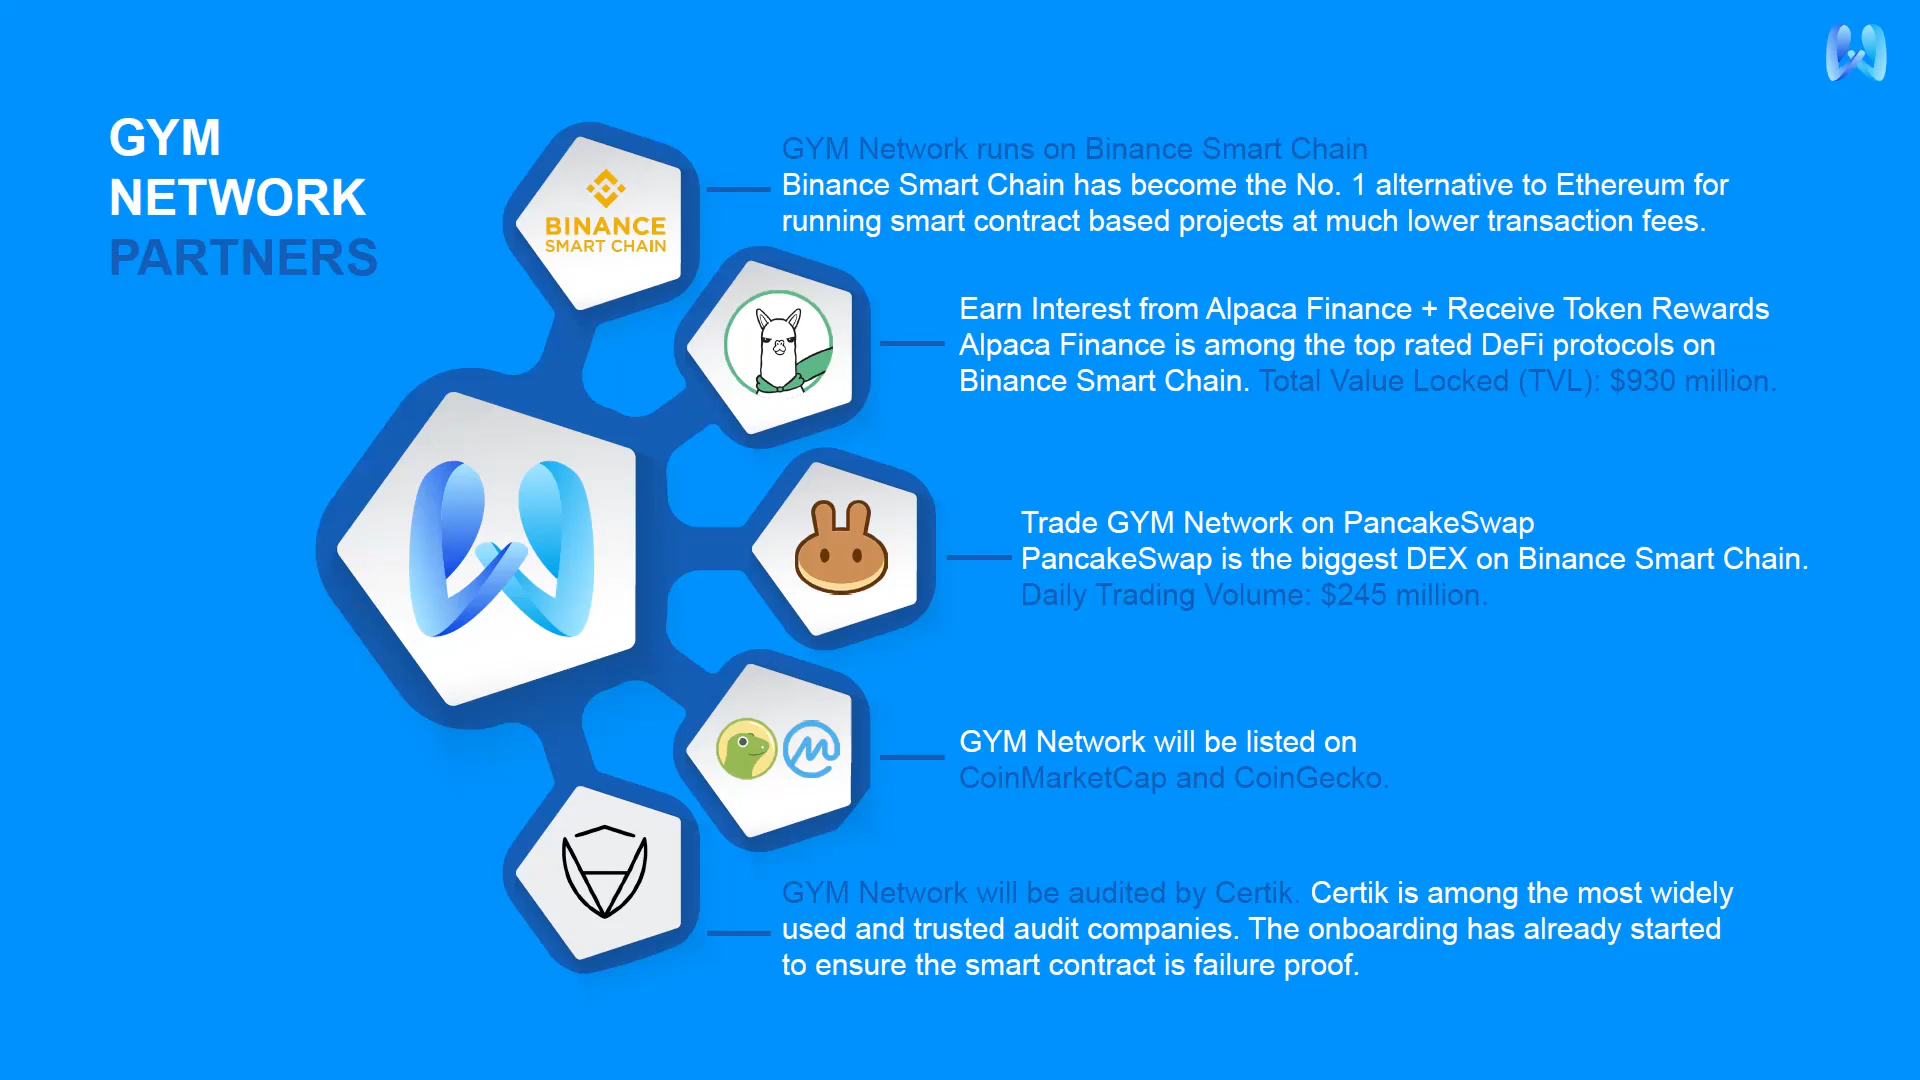 GYM
NETWORK
PARTNERS
BINANCE
SMART CHAIN
GYM Network runs on Binance Smart Chain
Binance Smart Chain has become the No. 1 alternative to Ethereum for
running smart contract based projects at much lower transaction fees.
Earn Interest from Alpaca Finance + Receive Token Rewards
Alpaca Finance is among the top rated DeFi protocols on
Binance Smart Chain. Total Value Locked (TVL): $930 million.
Trade GYM Network on PancakeSwap
PancakeSwap is the biggest DEX on Binance Smart Chain.
Daily Trading Volume: $245 million.
GYM Network will be listed on
CoinMarketCap and CoinGecko.
GYM Network will be audited by Certik. Certik is among the most widely
used and trusted audit companies. The onboarding has already started
to ensure the smart contract is failure proof.